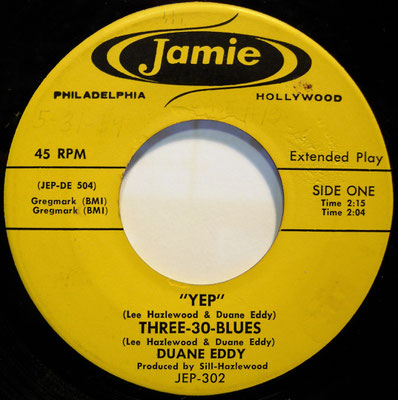 Jamie
PHILADELPHIA HOLLYWOOD
45 RPM Extended Play
(JEP-DE 504) SIDE ONE
Gregmark (BMI) Time 2:15
Gregmark (BMI) Time 2:04
"YEP"
(Lee Hazlewood & Duane Eddy)
THREE-30-BLUES
(Lee Hazlewood & Duane Eddy)
DUANE EDDY
Produced by Sill-Hazlewood
JEP-302